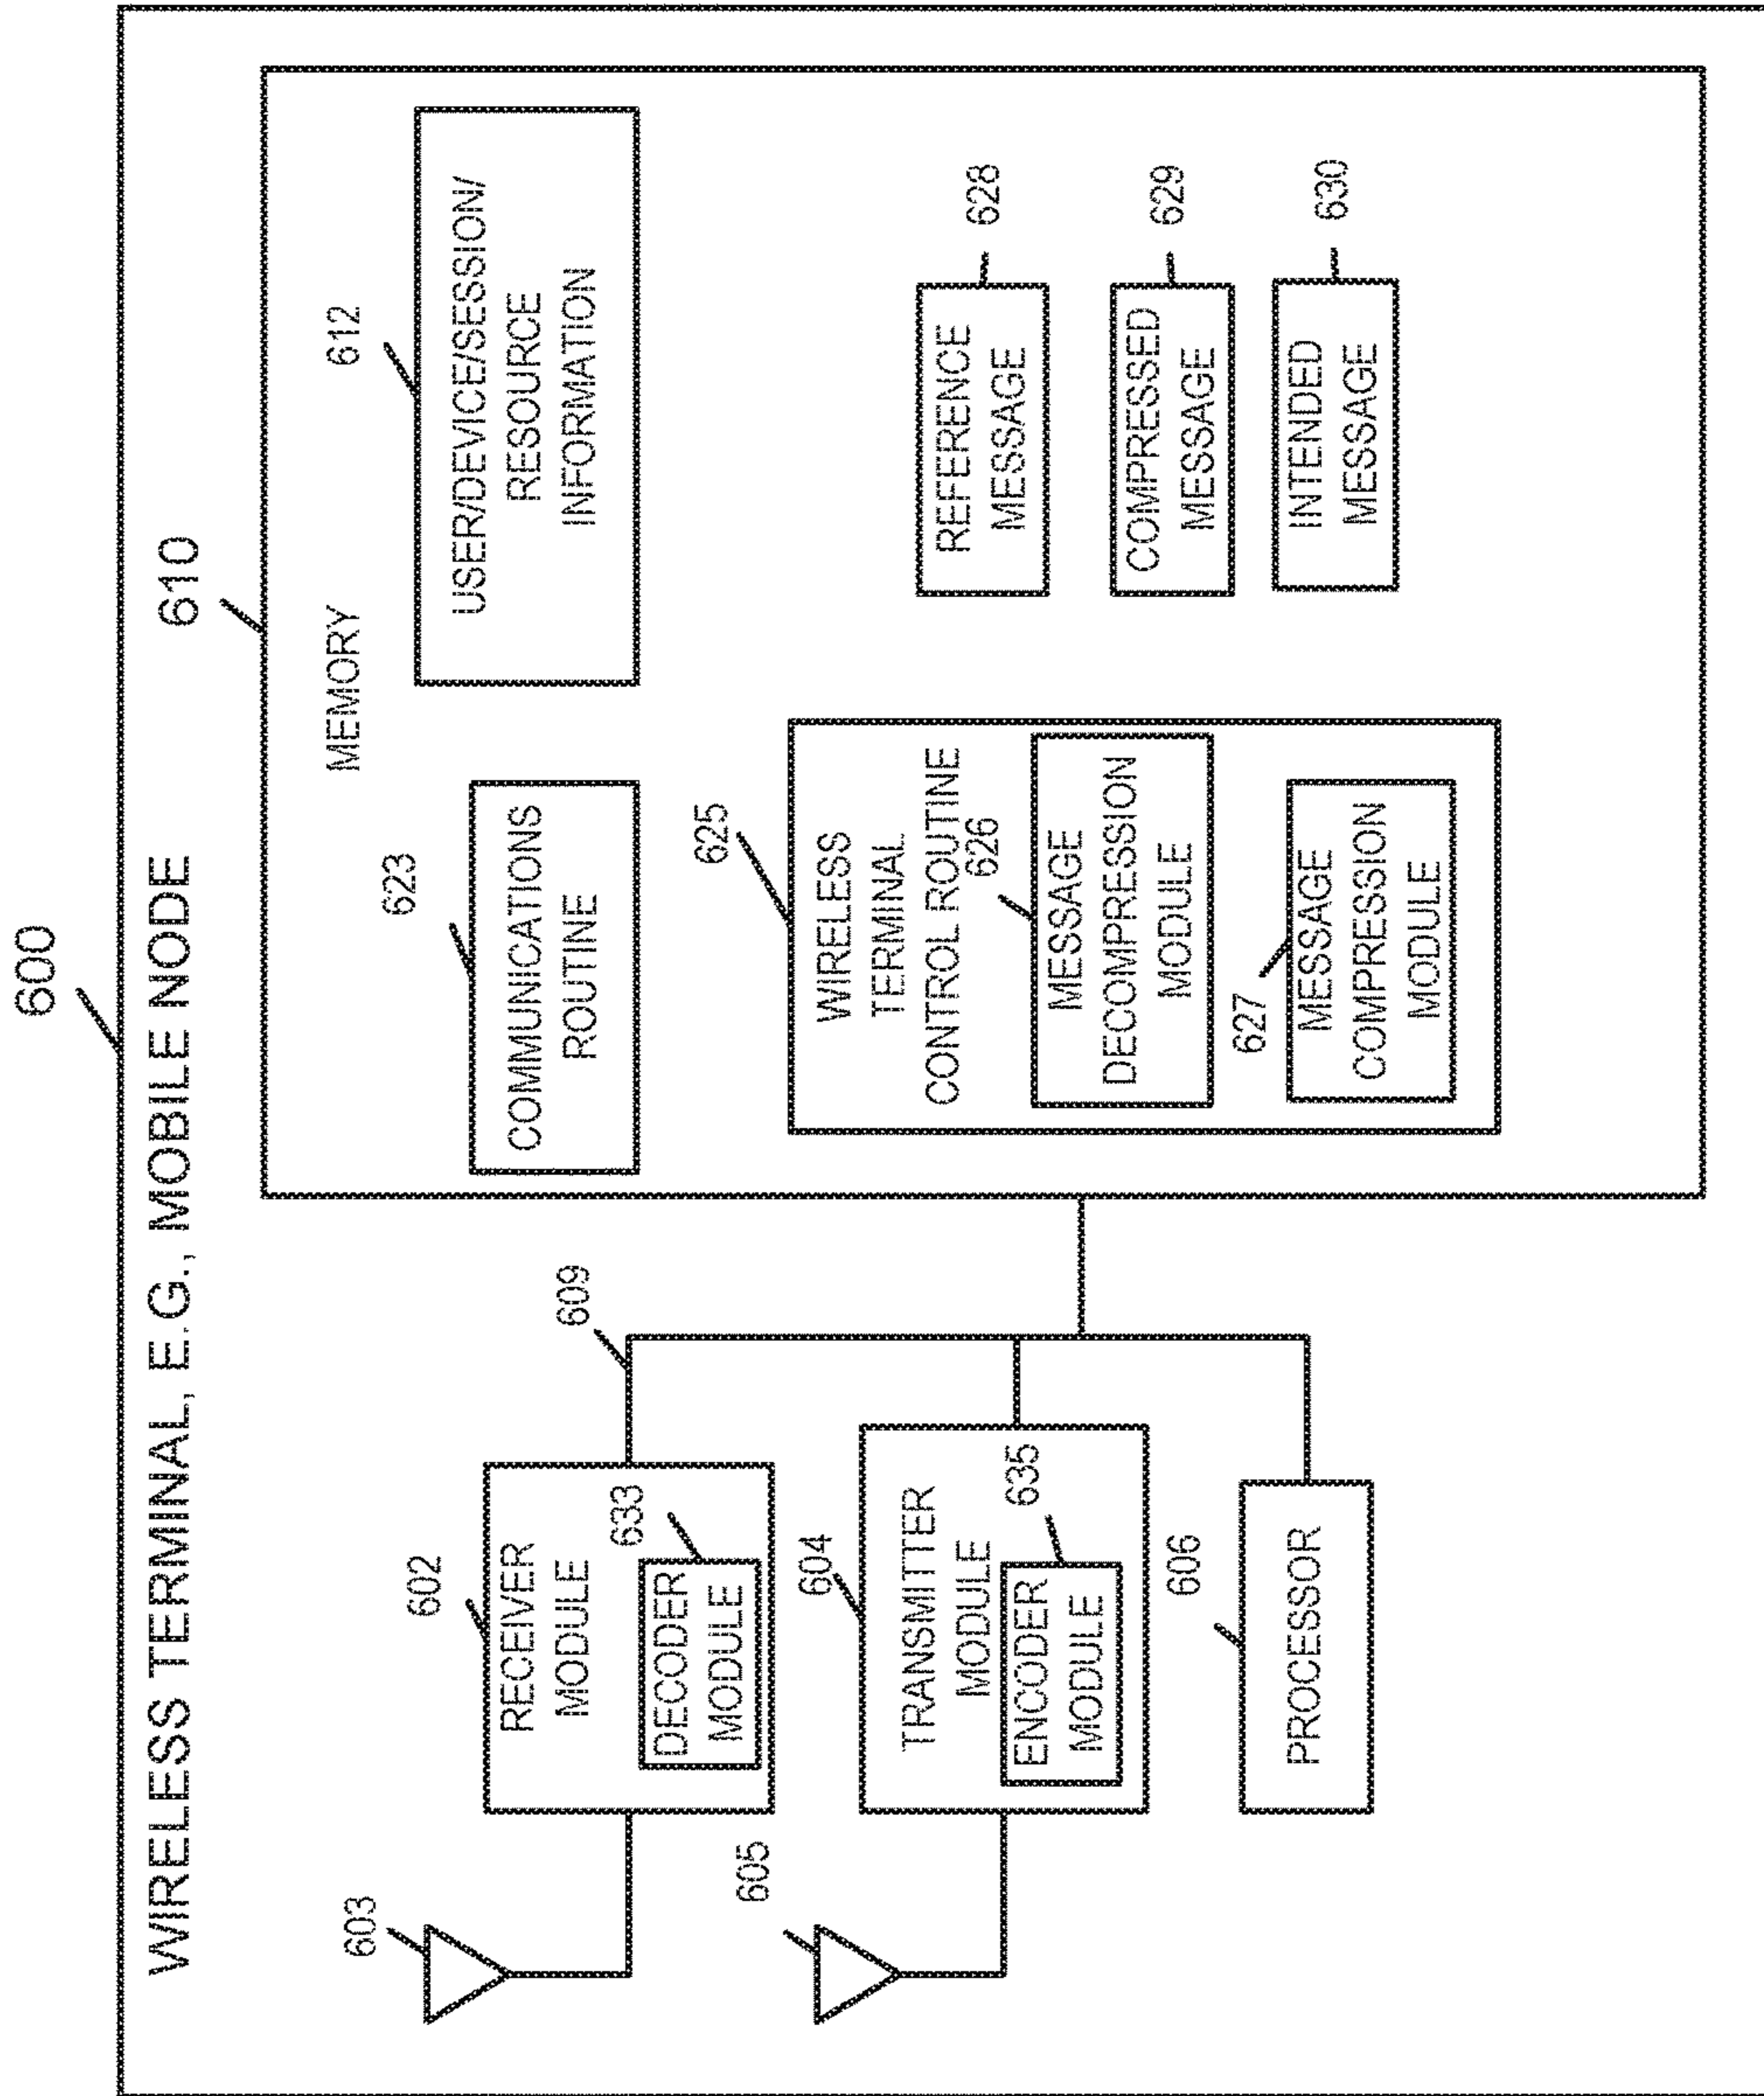 600
WIRELESS TERMINAL, E.G., MOBILE NODE
610
MEMORY
612
USER/DEVICE/SESSION/
RESOURCE
INFORMATION
623
COMMUNICATIONS
ROUTINE
625
WIRELESS
TERMINAL
CONTROL ROUTINE
626
MESSAGE
DECOMPRESSION
MODULE
627
MESSAGE
COMPRESSION
MODULE
REFERENCE
MESSAGE
628
COMPRESSED
MESSAGE
629
INTENDED
MESSAGE
630
609
603
602
RECEIVER
MODULE
633
DECODER
MODULE
605
604
TRANSMITTER
MODULE
635
ENCODER
MODULE
606
PROCESSOR